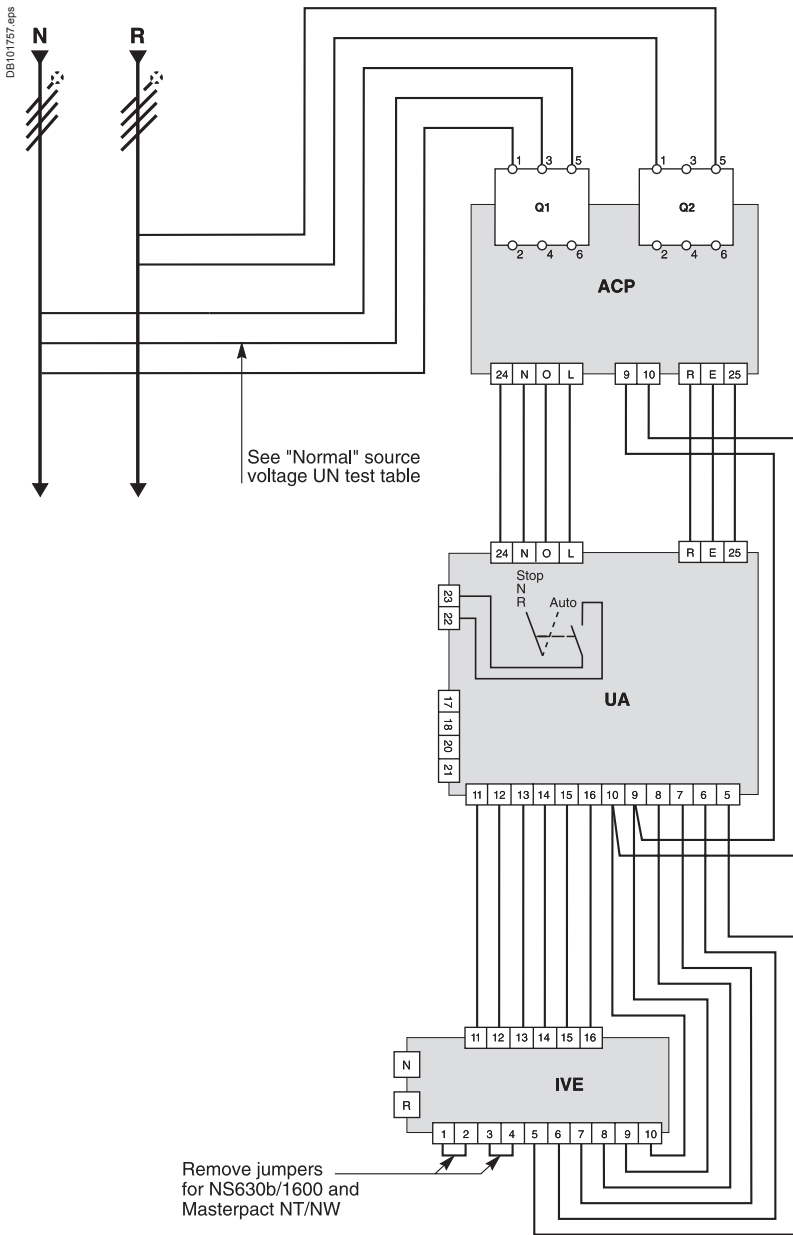 DB101757.eps
N R
1 3 5 1 3 5
Q1 Q2
2 4 6 2 4 6
ACP
24 N O L 9 10 R E 25
See "Normal" source
voltage UN test table
24 N O L R E 25
Stop
N
R Auto
23
22
UA
17
18
20
21
11 12 13 14 15 16 10 9 8 7 6 5
11 12 13 14 15 16
N
IVE
R
1 2 3 4 5 6 7 8 9 10
Remove jumpers
for NS630b/1600 and
Masterpact NT/NW